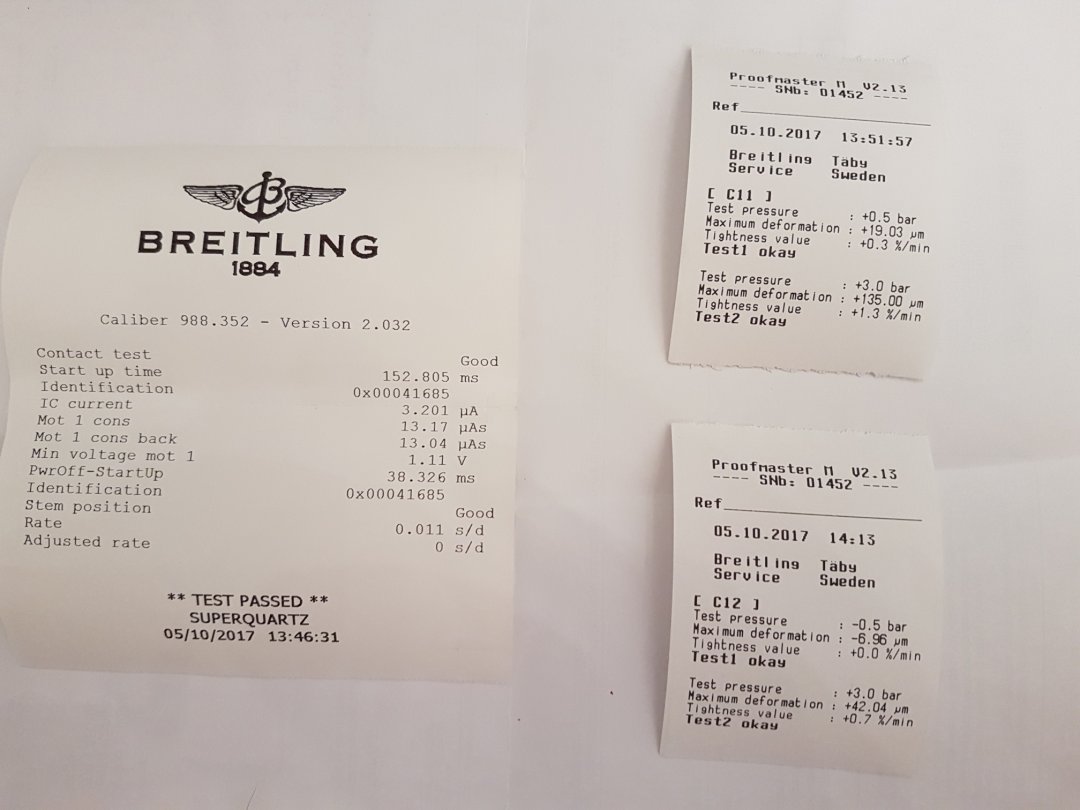 BREITLING
1884
Caliber 988.352 - Version 2.032
Contact test Good
Start up time 152.805 ms
Identification 0x00041685
IC current 3.201 µA
Mot 1 cons 13.17 µAs
Mot 1 cons back 13.04 µAs
Min voltage mot 1 1.11 V
PwrOff-StartUp 38.326 ms
Identification 0x00041685
Stem position Good
Rate 0.011 s/d
Adjusted rate 0 s/d
** TEST PASSED **
SUPERQUARTZ
05/10/2017 13:46:31
Proofmaster M V2.13
---- SNb: 01452 ----
Ref
05.10.2017 13:51:57
Breitling Täby
Service Sweden
[ C11 ]
Test pressure : +0.5 bar
Maximum deformation : +19.03 µm
Tightness value : +0.3 %/min
Test1 okay
Test pressure : +3.0 bar
Maximum deformation : +135.00 µm
Tightness value : +1.3 %/min
Test2 okay
Proofmaster M V2.13
---- SNb: 01452 ----
Ref
05.10.2017 14:13
Breitling Täby
Service Sweden
[ C12 ]
Test pressure : -0.5 bar
Maximum deformation : -6.96 µm
Tightness value : +0.0 %/min
Test1 okay
Test pressure : +3.0 bar
Maximum deformation : +42.04 µm
Tightness value : +0.7 %/min
Test2 okay